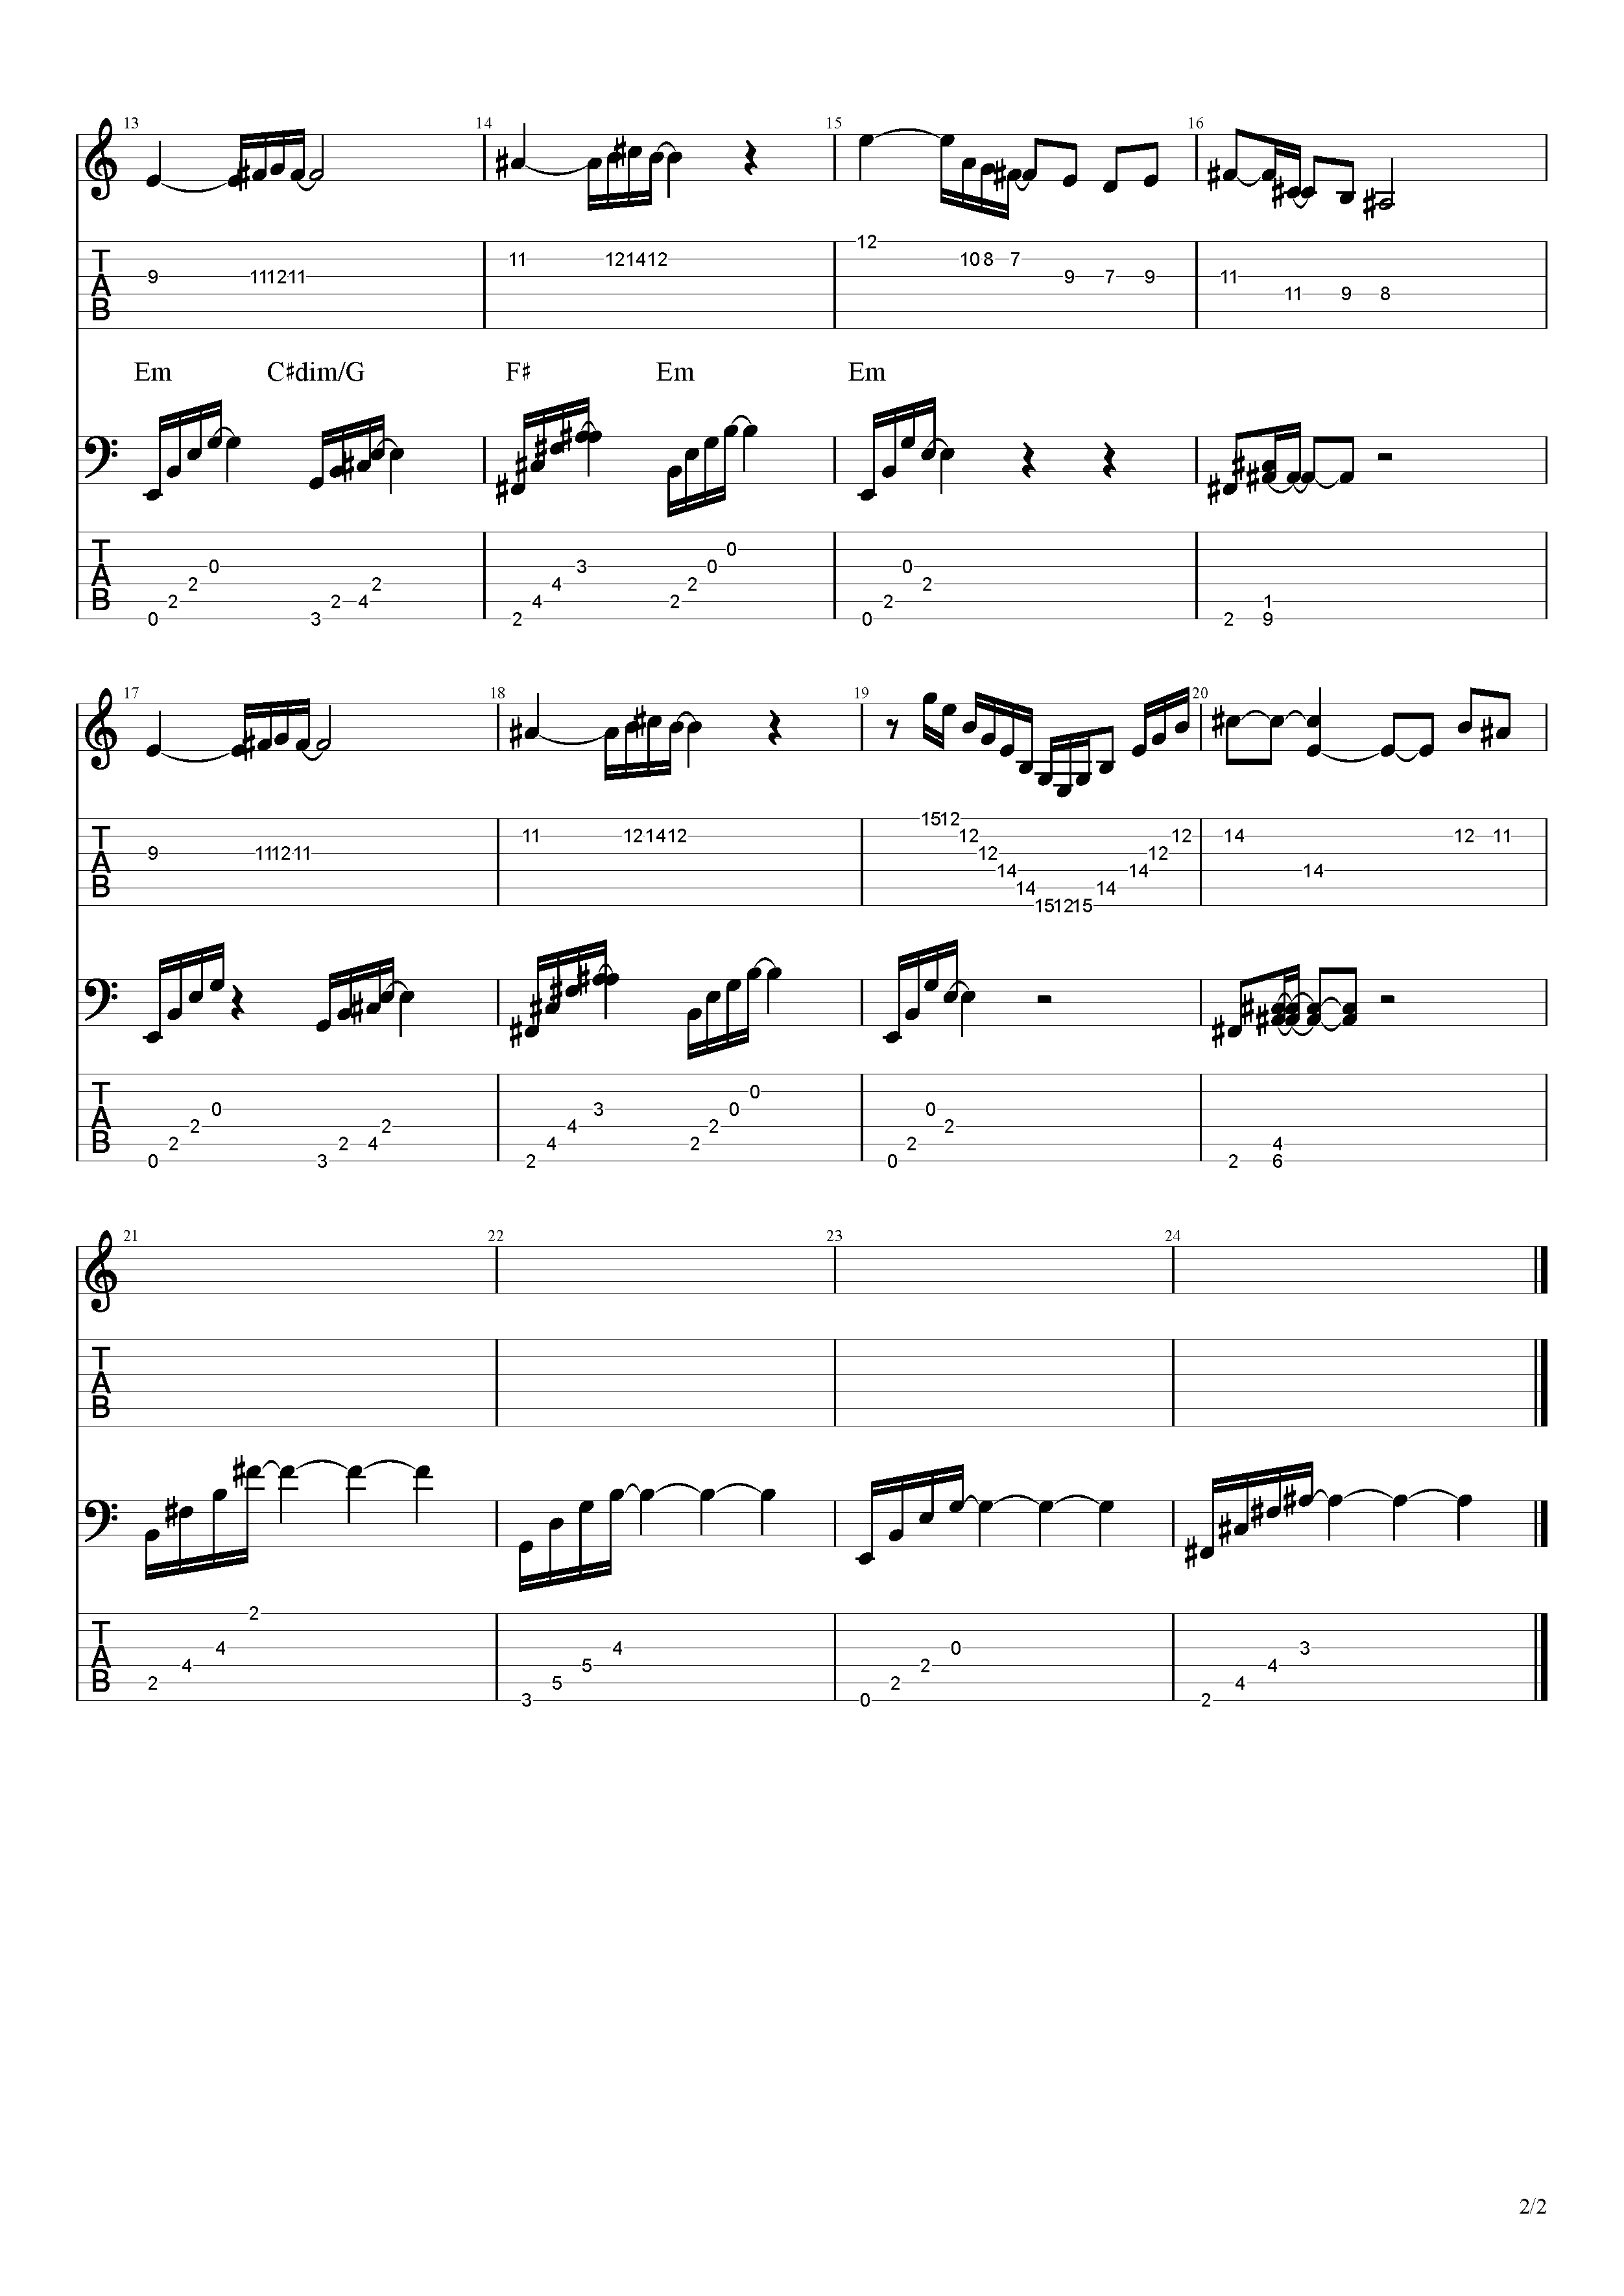 13 14 15 16
T A B
12
11 12 14 12 10 8 7
9 11 12 11 9 7 9 11
11 9 8
Em C♯dim/G F♯ Em Em
T A B
0
0 3 0 0
2 2 4 2 2
2 2 4 4 2 2 1
0 3 2 0 2 9
17 18 19 20
T A B
15 12
11 12 14 12 12 12 14 12 11
9 11 12 11 12 12
14 14 14
14 14
15 12 15
T A B
0
0 3 0 0
2 2 4 2 2
2 2 4 4 2 2 4
0 3 2 0 2 6
21 22 23 24
T A B
T A B
2
4 4 0 3
4 5 2 4
2 5 2 4
3 0 2
2/2